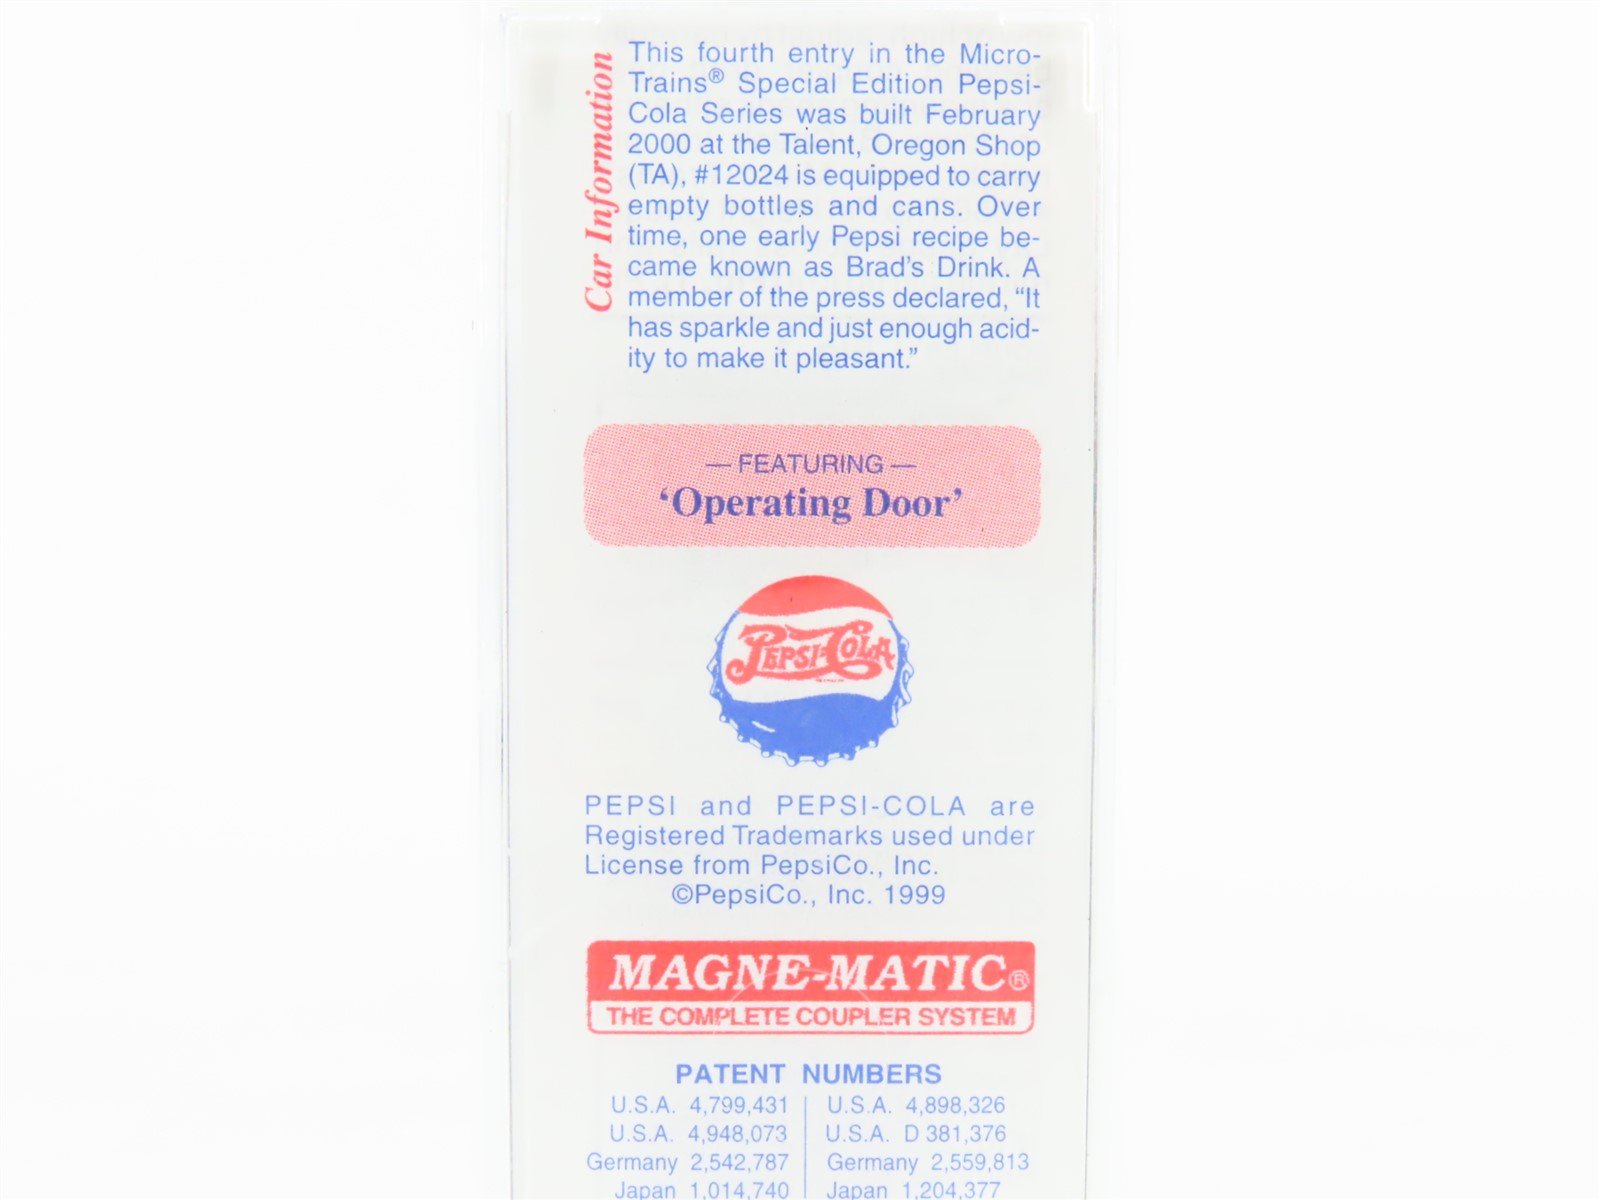 Car Information
This fourth entry in the Micro-
Trains® Special Edition Pepsi-
Cola Series was built February
2000 at the Talent, Oregon Shop
(TA), #12024 is equipped to carry
empty bottles and cans. Over
time, one early Pepsi recipe be-
came known as Brad's Drink. A
member of the press declared, “It
has sparkle and just enough acid-
ity to make it pleasant.”
— FEATURING —
‘Operating Door’
PEPSI-COLA
PEPSI and PEPSI-COLA are
Registered Trademarks used under
License from PepsiCo., Inc.
©PepsiCo., Inc. 1999
MAGNE-MATIC®
THE COMPLETE COUPLER SYSTEM
PATENT NUMBERS
U.S.A. 4,799,431 | U.S.A. 4,898,326
U.S.A. 4,948,073 | U.S.A. D 381,376
Germany 2,542,787 | Germany 2,559,813
Japan 1,014,740 | Japan 1,204,377